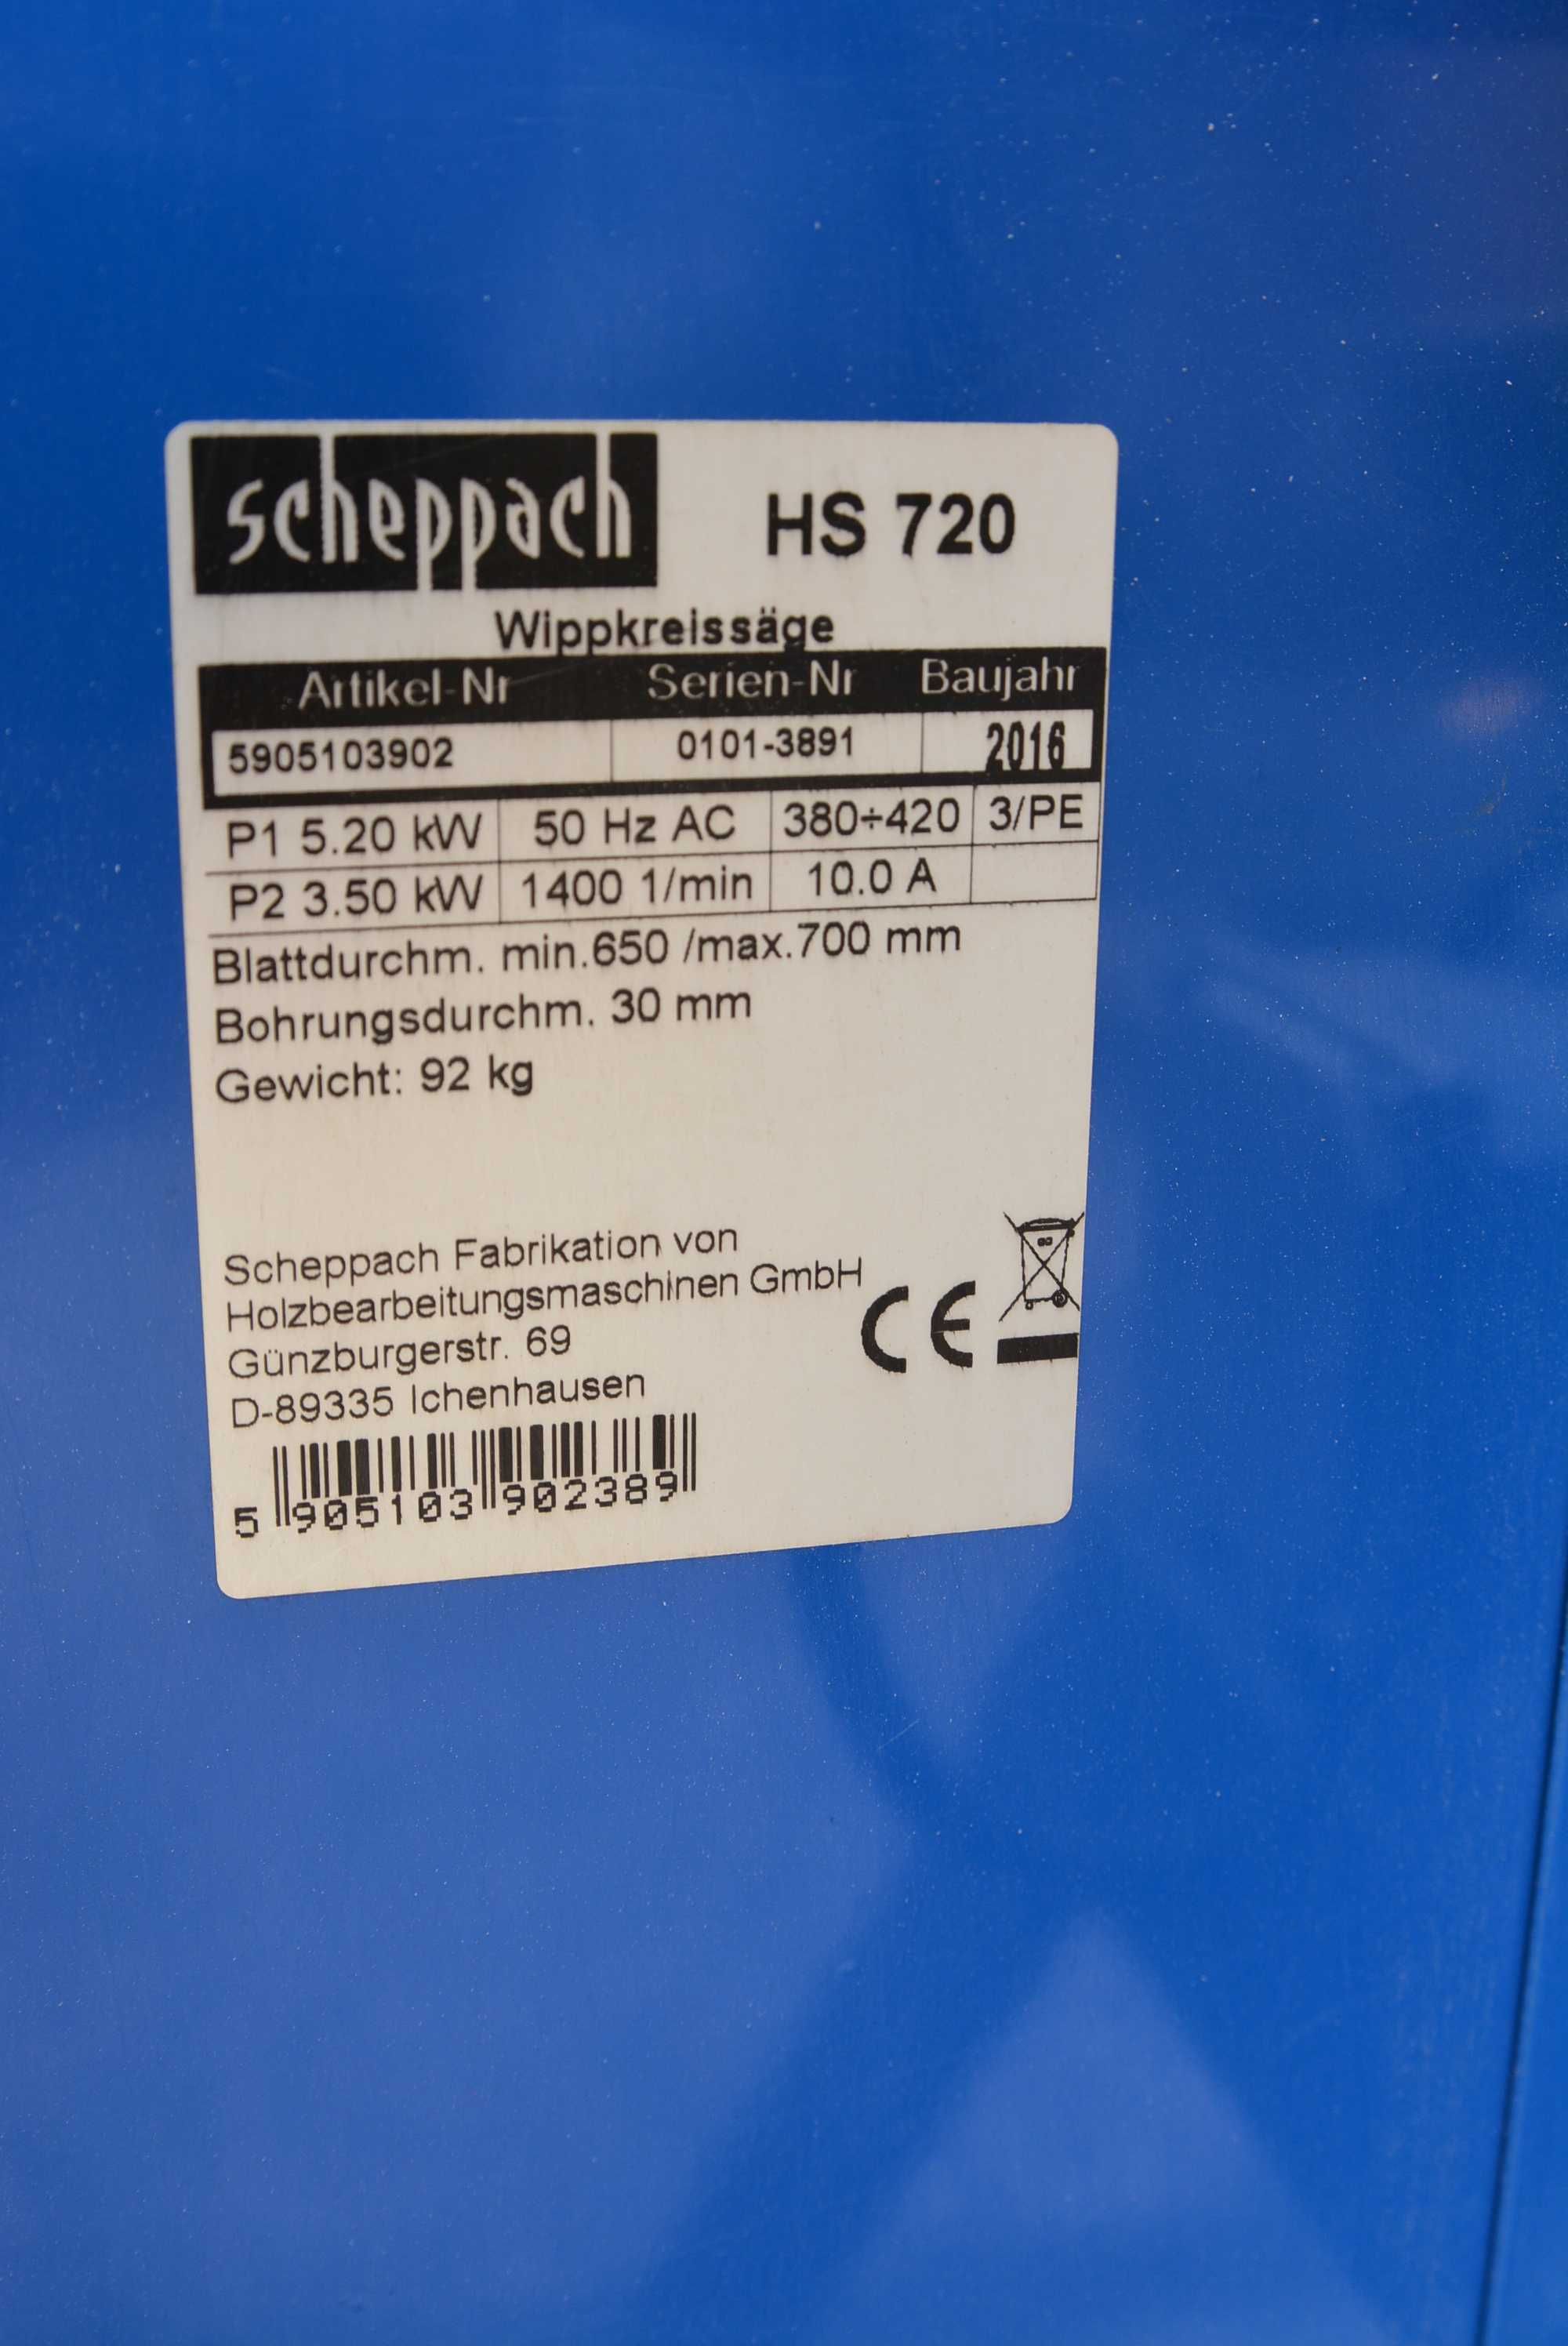 scheppach HS 720
Wippkreissäge
Artikel-Nr Serien-Nr Baujahr
5905103902 0101-3891 2016
P1 5.20 kW 50 Hz AC 380÷420 3/PE
P2 3.50 kW 1400 1/min 10.0 A
Blattdurchm. min.650 /max.700 mm
Bohrungsdurchm. 30 mm
Gewicht: 92 kg
Scheppach Fabrikation von
Holzbearbeitungsmaschinen GmbH
Günzburgerstr. 69
D-89335 Ichenhausen
CE
5 905103 902389